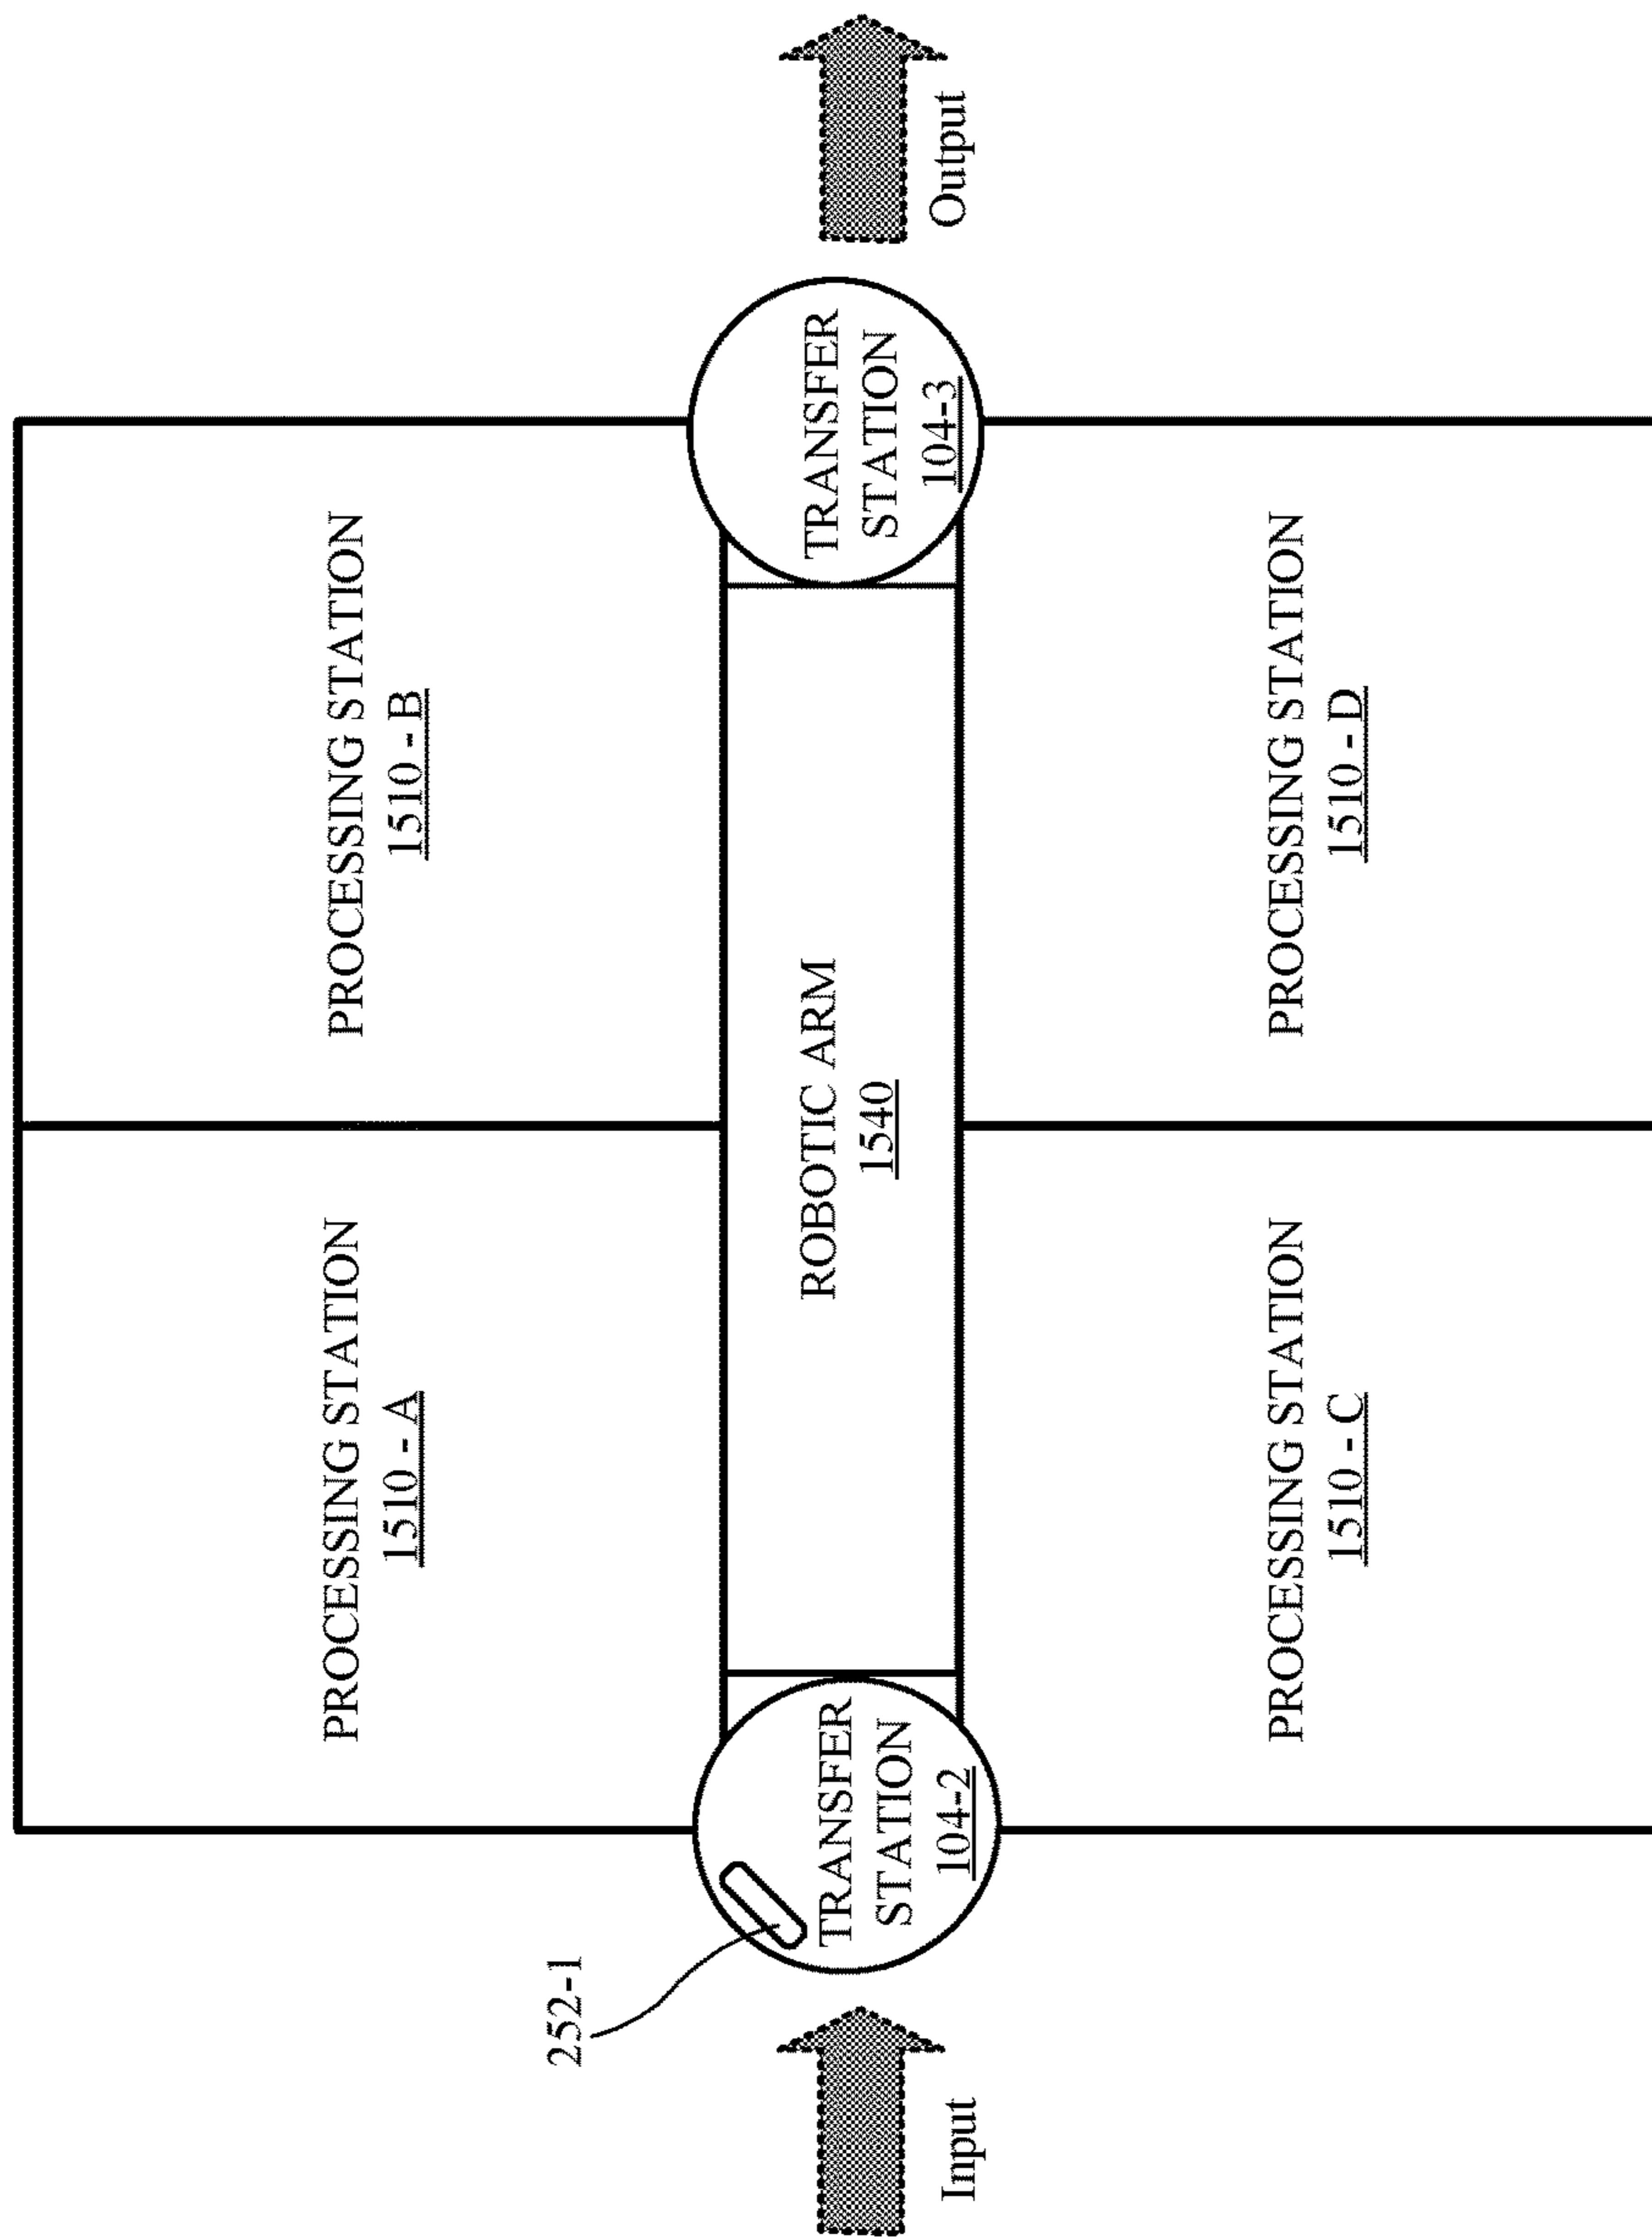 PROCESSING STATION
1510 - A
PROCESSING STATION
1510 - B
252-1
Input
TRANSFER
STATION
104-2
ROBOTIC ARM
1540
TRANSFER
STATION
104-3
Output
PROCESSING STATION
1510 - C
PROCESSING STATION
1510 - D